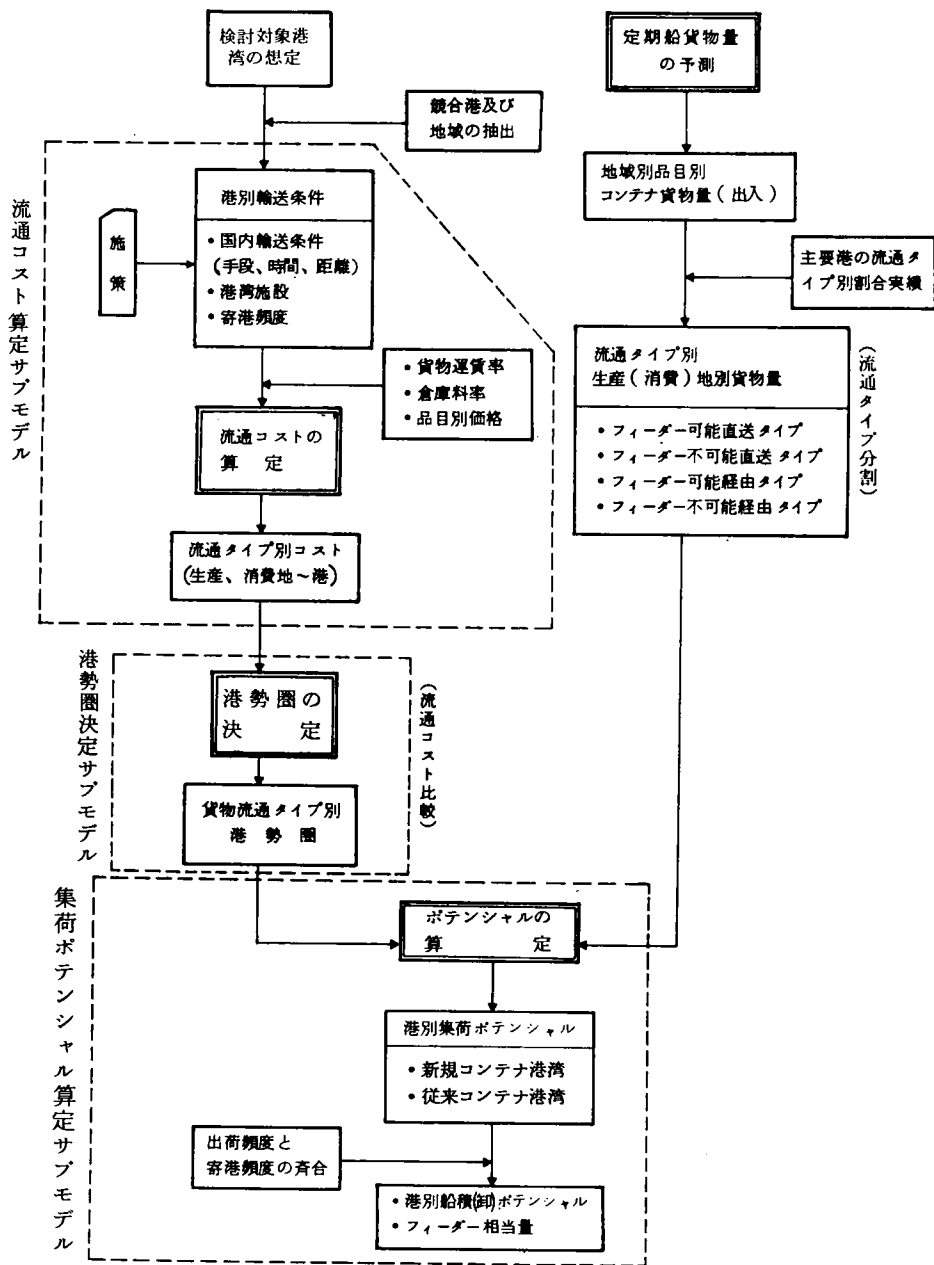 検討対象港
湾の想定
定期船貨物量
の予測
競合港及び
地域の抽出
地域別品目別
コンテナ貨物量(出入)
流通コスト算定サブモデル
港別輸送条件
・国内輸送条件
(手段、時間、距離)
・港湾施設
・寄港頻度
施策
主要港の流通タ
イプ別割合実績
・貨物運賃率
・倉庫料率
・品目別価格
流通タイプ別
生産(消費)地別貨物量
・フィーダー可能直送タイプ
・フィーダー不可能直送タイプ
・フィーダー可能経由タイプ
・フィーダー不可能経由タイプ
(流通タイプ分割)
流通コストの
算定
流通タイプ別コスト
(生産、消費地~港)
港勢圏決定サブモデル
港勢圏の
決定
(流通コスト比較)
貨物流通タイプ別
港勢圏
集荷ポテンシャル算定サブモデル
ポテンシャルの
算定
港別集荷ポテンシャル
・新規コンテナ港湾
・従来コンテナ港湾
出荷頻度と
寄港頻度の斉合
・港別船積(卸)ポテンシャル
・フィーダー相当量